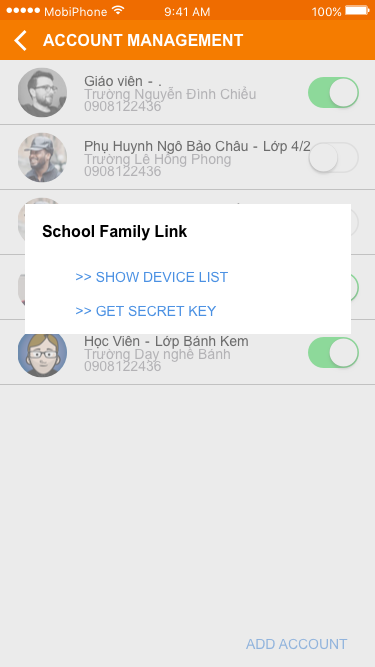 MobiPhone 9:41 AM 100%
ACCOUNT MANAGEMENT
Giáo viên - .
Trường Nguyễn Đình Chiểu
0908122436
Phụ Huynh Ngô Bảo Châu - Lớp 4/2
Trường Lê Hồng Phong
0908122436
School Family Link
>> SHOW DEVICE LIST
>> GET SECRET KEY
Học Viên - Lớp Bánh Kem
Trường Dạy nghề Bánh
0908122436
ADD ACCOUNT